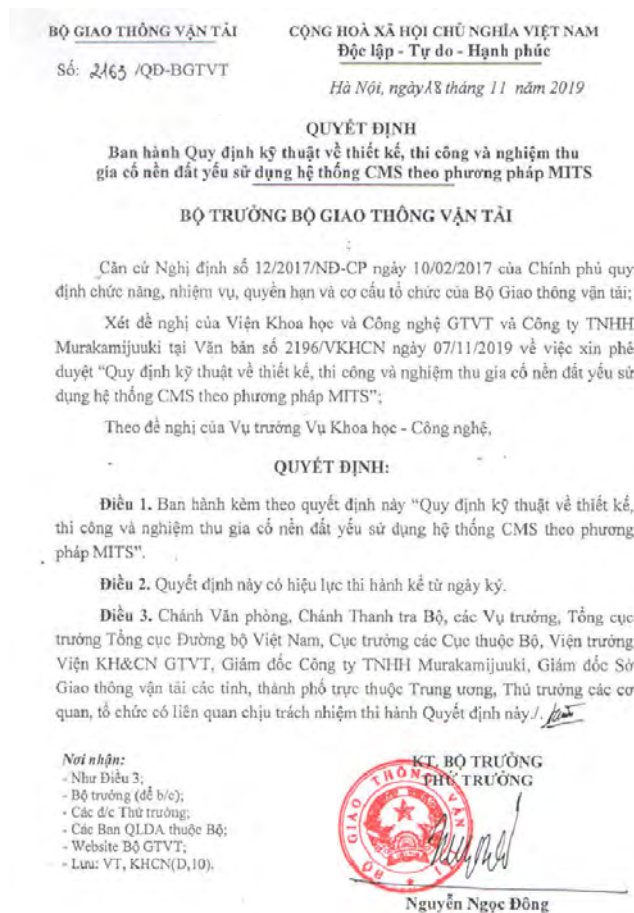 BỘ GIAO THÔNG VẬN TẢI
CỘNG HOÀ XÃ HỘI CHỦ NGHĨA VIỆT NAM
Độc lập - Tự do - Hạnh phúc
Số: 2163 /QĐ-BGTVT
Hà Nội, ngày 18 tháng 11 năm 2019
QUYẾT ĐỊNH
Ban hành Quy định kỹ thuật về thiết kế, thi công và nghiệm thu
gia cố nền đất yếu sử dụng hệ thống CMS theo phương pháp MITS
BỘ TRƯỞNG BỘ GIAO THÔNG VẬN TẢI
Căn cứ Nghị định số 12/2017/NĐ-CP ngày 10/02/2017 của Chính phủ quy
định chức năng, nhiệm vụ, quyền hạn và cơ cấu tổ chức của Bộ Giao thông vận tải;
Xét đề nghị của Viện Khoa học và Công nghệ GTVT và Công ty TNHH
Murakamijuuki tại Văn bản số 2196/VKHCN ngày 07/11/2019 về việc xin phê
duyệt “Quy định kỹ thuật về thiết kế, thi công và nghiệm thu gia cố nền đất yếu sử
dụng hệ thống CMS theo phương pháp MITS”;
Theo đề nghị của Vụ trưởng Vụ Khoa học - Công nghệ,
QUYẾT ĐỊNH:
Điều 1. Ban hành kèm theo quyết định này “Quy định kỹ thuật về thiết kế,
thi công và nghiệm thu gia cố nền đất yếu sử dụng hệ thống CMS theo phương
pháp MITS”.
Điều 2. Quyết định này có hiệu lực thi hành kể từ ngày ký.
Điều 3. Chánh Văn phòng, Chánh Thanh tra Bộ, các Vụ trưởng, Tổng cục
trưởng Tổng cục Đường bộ Việt Nam, Cục trưởng các Cục thuộc Bộ, Viện trưởng
Viện KH&CN GTVT, Giám đốc Công ty TNHH Murakamijuuki, Giám đốc Sở
Giao thông vận tải các tỉnh, thành phố trực thuộc Trung ương, Thủ trưởng các cơ
quan, tổ chức có liên quan chịu trách nhiệm thi hành Quyết định này./.
Nơi nhận:
- Như Điều 3;
- Bộ trưởng (để b/c);
- Các đ/c Thứ trưởng;
- Các Ban QLDA thuộc Bộ;
- Website Bộ GTVT;
- Lưu: VT, KHCN(D,10).
KT. BỘ TRƯỞNG
THỨ TRƯỞNG
BỘ GIAO THÔNG VẬN TẢI
Nguyễn Ngọc Đông